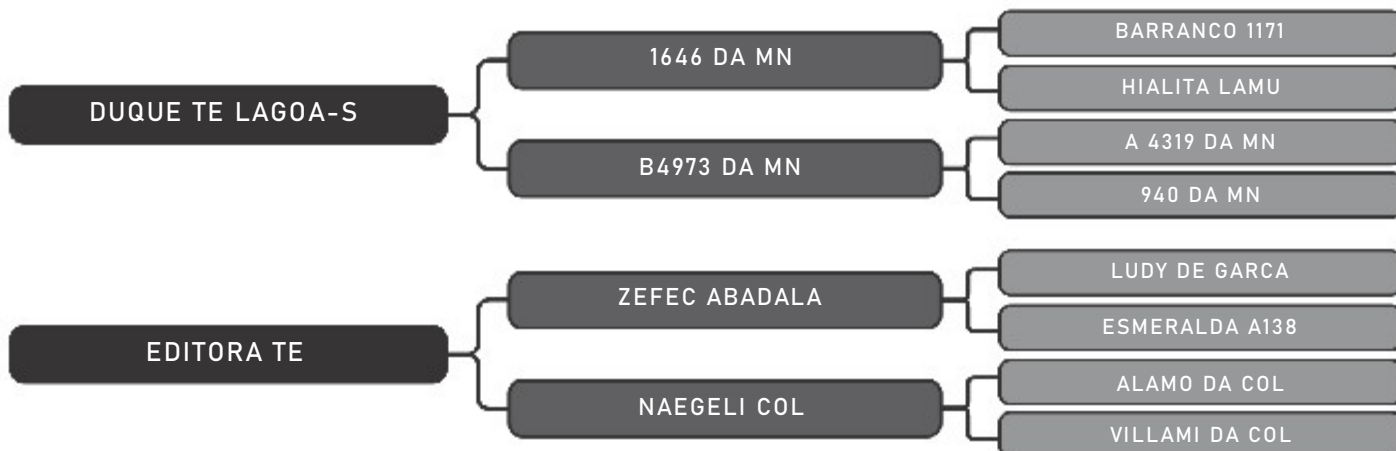 DUQUE TE LAGOA-S
1646 DA MN
BARRANCO 1171
HIALITA LAMU
B4973 DA MN
A 4319 DA MN
940 DA MN
EDITORA TE
ZEFEC ABADALA
LUDY DE GARCA
ESMERALDA A138
NAEGELI COL
ALAMO DA COL
VILLAMI DA COL